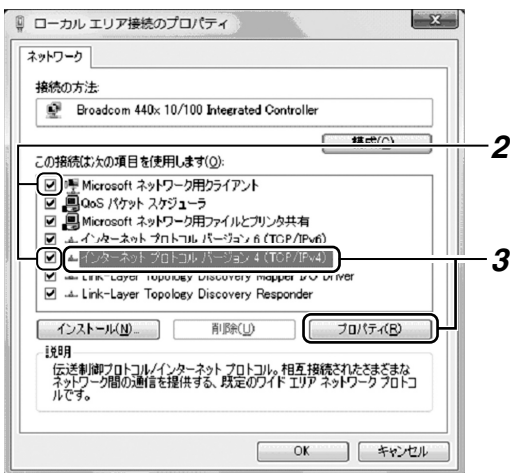 ローカル エリア接続のプロパティ
ネットワーク
接続の方法:
Broadcom 440x 10/100 Integrated Controller
構成(C)
2
この接続は次の項目を使用します(O):
Microsoft ネットワーク用クライアント
QoS パケット スケジューラ
Microsoft ネットワーク用ファイルとプリンタ共有
インターネット プロトコル バージョン 6 (TCP/IPv6)
インターネット プロトコル バージョン 4 (TCP/IPv4)
3
Link-Layer Topology Discovery Mapper I/O Driver
Link-Layer Topology Discovery Responder
インストール(N)...
削除(U)
プロパティ(R)
説明
伝送制御プロトコル/インターネット プロトコル。相互接続されたさまざまな
ネットワーク間の通信を提供する、既定のワイド エリア ネットワーク プロトコ
ルです。
OK
キャンセル